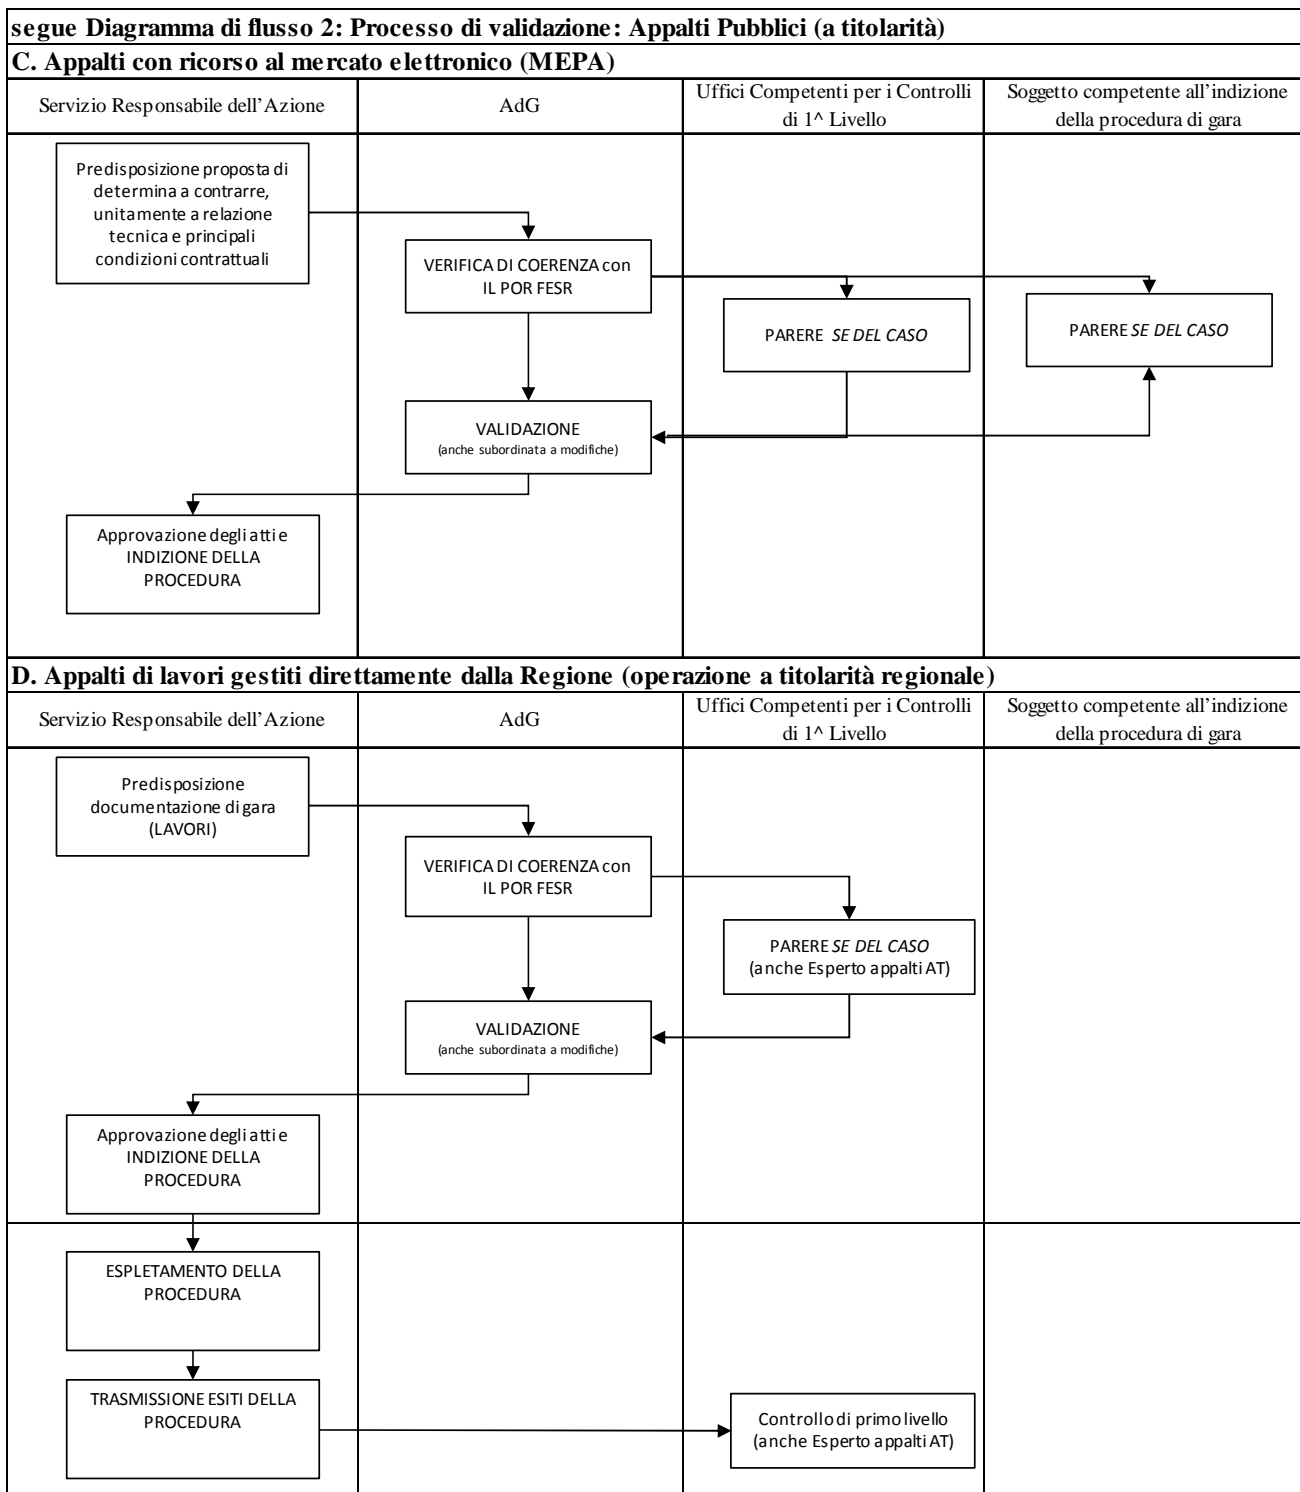 segue Diagramma di flusso 2: Processo di validazione: Appalti Pubblici (a titolarità)
C. Appalti con ricorso al mercato elettronico (MEPA)
Servizio Responsabile dell'Azione
AdG
Uffici Competenti per i Controlli
di 1^ Livello
Soggetto competente all'indizione
della procedura di gara
Predisposizione proposta di
determina a contrarre,
unitamente a relazione
tecnica e principali
condizioni contrattuali
VERIFICA DI COERENZA con
IL POR FESR
PARERE SE DEL CASO
PARERE SE DEL CASO
VALIDAZIONE
(anche subordinata a modifiche)
Approvazione degli atti e
INDIZIONE DELLA
PROCEDURA
D. Appalti di lavori gestiti direttamente dalla Regione (operazione a titolarità regionale)
Servizio Responsabile dell'Azione
AdG
Uffici Competenti per i Controlli
di 1^ Livello
Soggetto competente all'indizione
della procedura di gara
Predisposizione
documentazione di gara
(LAVORI)
VERIFICA DI COERENZA con
IL POR FESR
PARERE SE DEL CASO
(anche Esperto appalti AT)
VALIDAZIONE
(anche subordinata a modifiche)
Approvazione degli atti e
INDIZIONE DELLA
PROCEDURA
ESPLETAMENTO DELLA
PROCEDURA
TRASMISSIONE ESITI DELLA
PROCEDURA
Controllo di primo livello
(anche Esperto appalti AT)